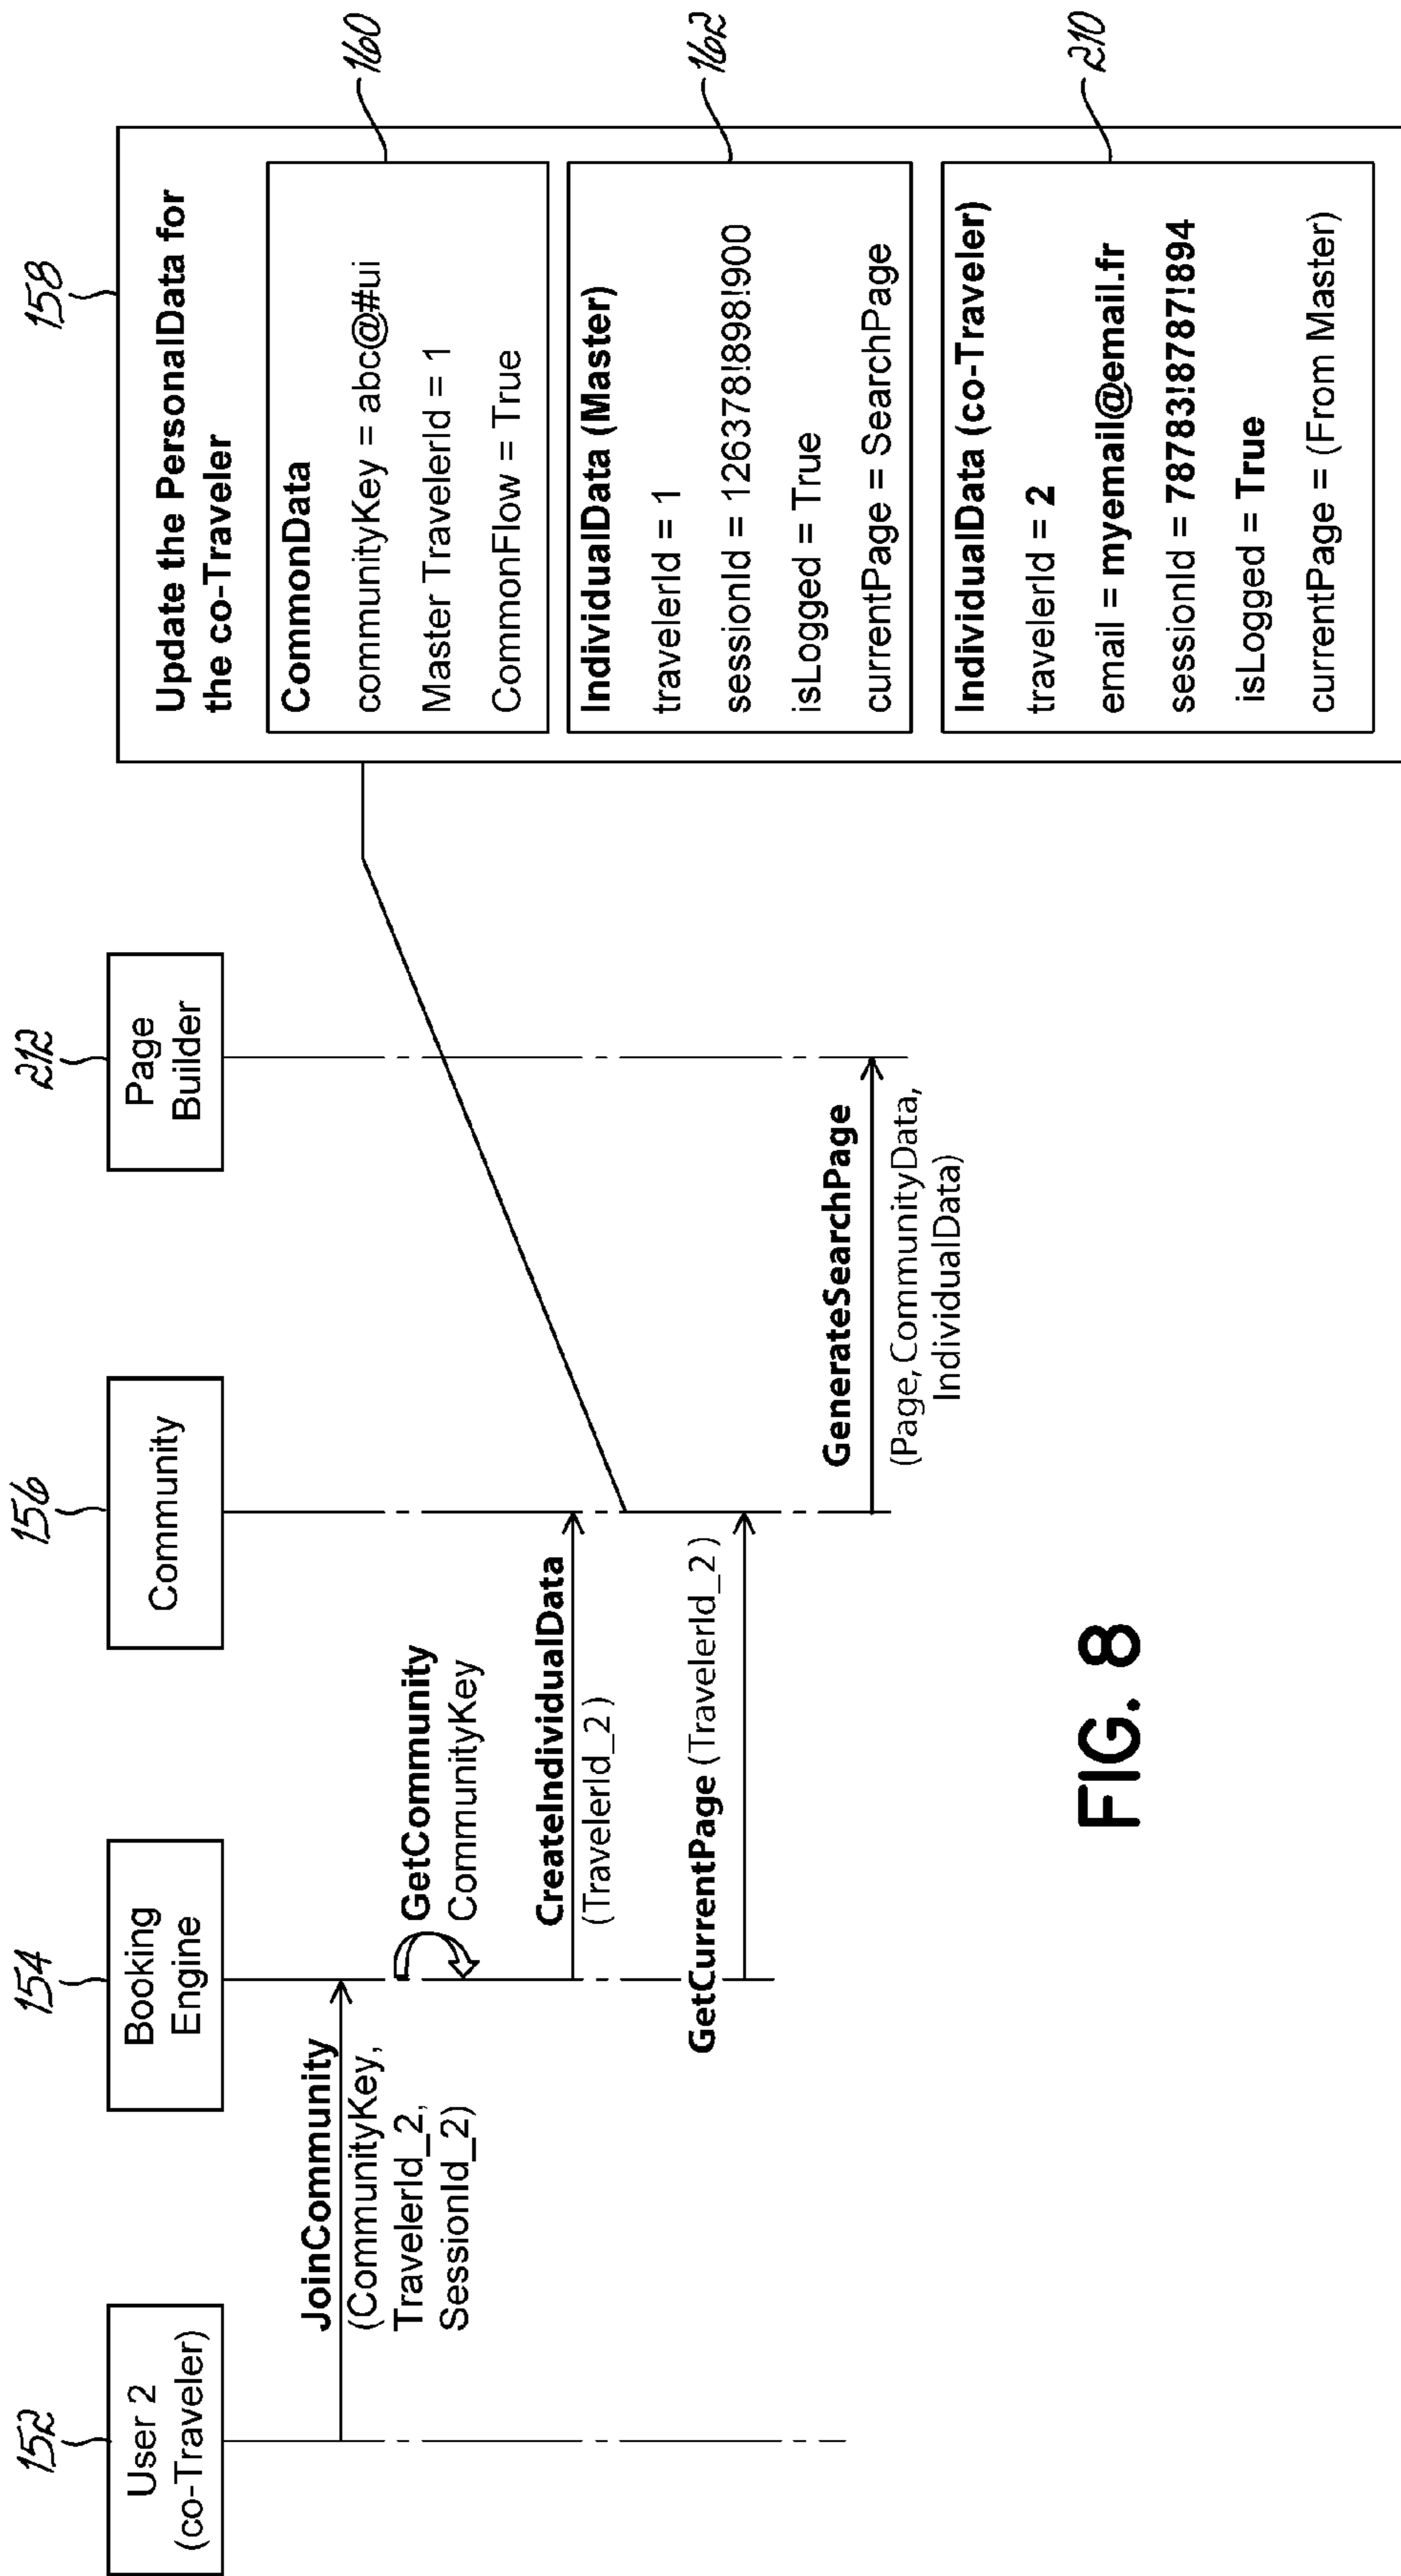 152
User 2
(co-Traveler)
154
Booking
Engine
156
Community
212
Page
Builder
JoinCommunity
(CommunityKey,
TravelerId_2,
SessionId_2)
GetCommunity
CommunityKey
CreateIndividualData
(TravelerId_2)
GetCurrentPage (TravelerId_2)
GenerateSearchPage
(Page, CommunityData,
IndividualData)
158
Update the PersonalData for
the co-Traveler
160
CommonData
communityKey = abc@#ui
Master TravelerId = 1
CommonFlow = True
162
IndividualData (Master)
travelerId = 1
sessionId = 126378!898!900
isLogged = True
currentPage = SearchPage
210
IndividualData (co-Traveler)
travelerId = 2
email = myemail@email.fr
sessionId = 78783!8787!894
isLogged = True
currentPage = (From Master)
FIG. 8